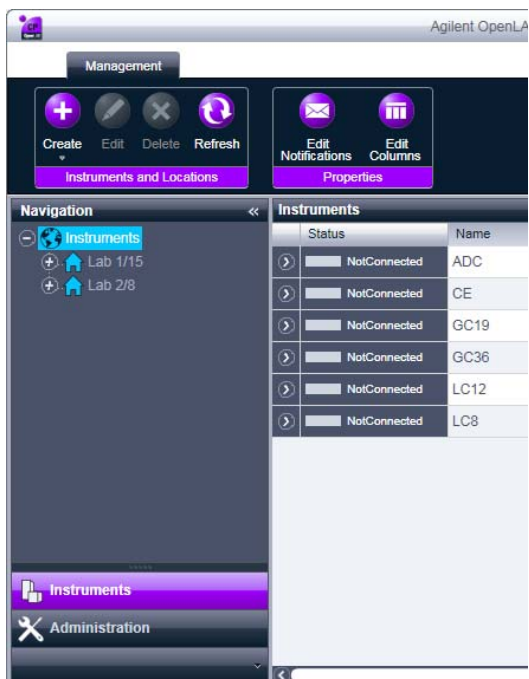 CP
Agilent OpenLA
Management
Create Edit Delete Refresh
Instruments and Locations
Edit Notifications
Edit Columns
Properties
Navigation
Instruments
Lab 1/15
Lab 2/8
Instruments
Administration
Instruments
Status Name
NotConnected ADC
NotConnected CE
NotConnected GC19
NotConnected GC36
NotConnected LC12
NotConnected LC8